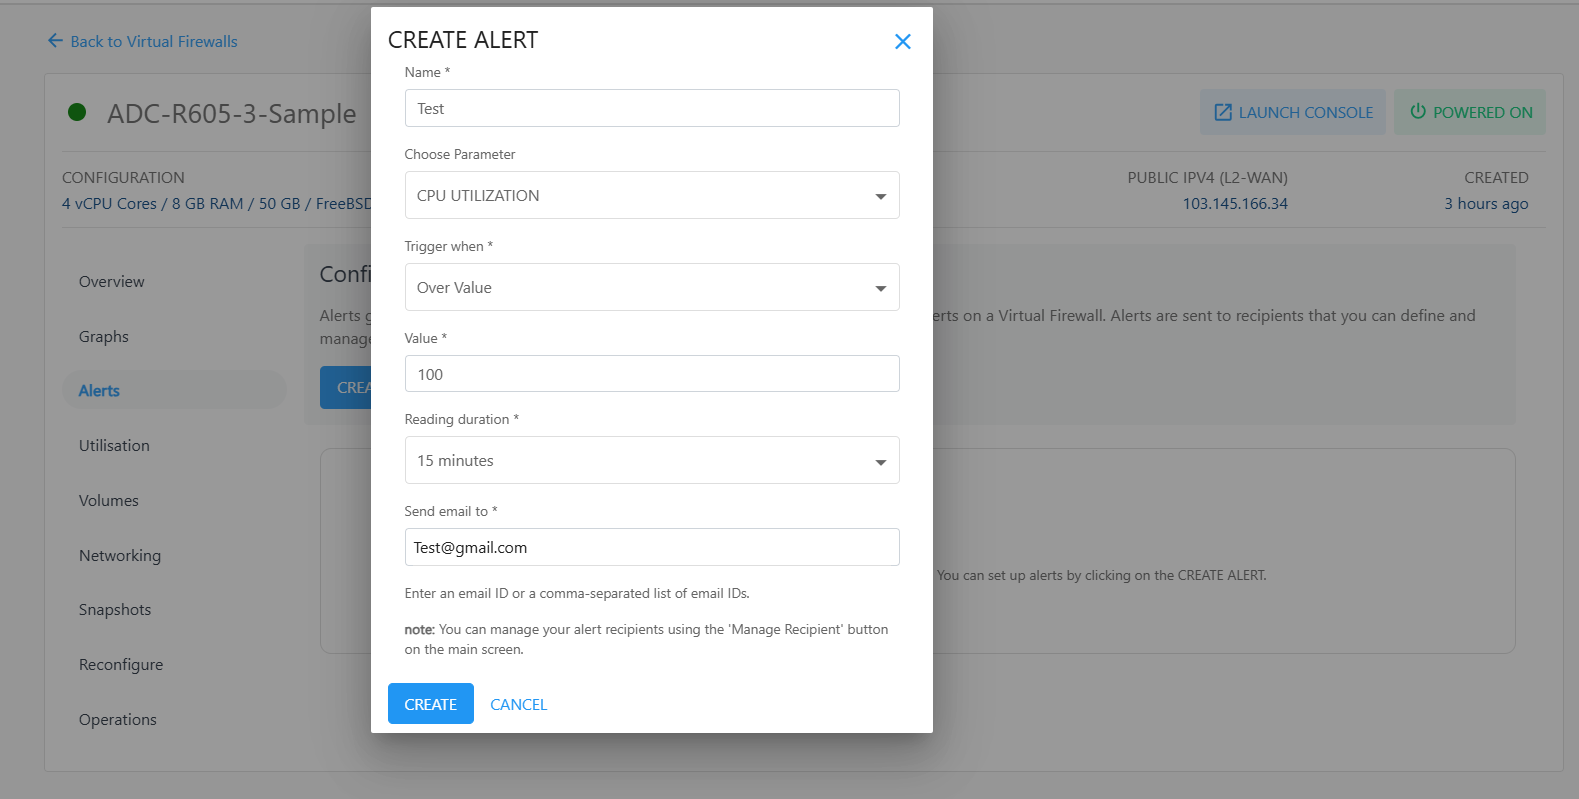 Back to Virtual Firewalls
ADC-R605-3-Sample
LAUNCH CONSOLE
POWERED ON
CONFIGURATION
4 vCPU Cores / 8 GB RAM / 50 GB / FreeBSD
PUBLIC IPV4 (L2-WAN)
103.145.166.34
CREATED
3 hours ago
Overview
Graphs
Alerts
Utilisation
Volumes
Networking
Snapshots
Reconfigure
Operations
Alerts
erts on a Virtual Firewall. Alerts are sent to recipients that you can define and
You can set up alerts by clicking on the CREATE ALERT.
CREATE ALERT
Name *
Test
Choose Parameter
CPU UTILIZATION
Trigger when *
Over Value
Value *
100
Reading duration *
15 minutes
Send email to *
Test@gmail.com
Enter an email ID or a comma-separated list of email IDs.
note: You can manage your alert recipients using the 'Manage Recipient' button
on the main screen.
CREATE
CANCEL